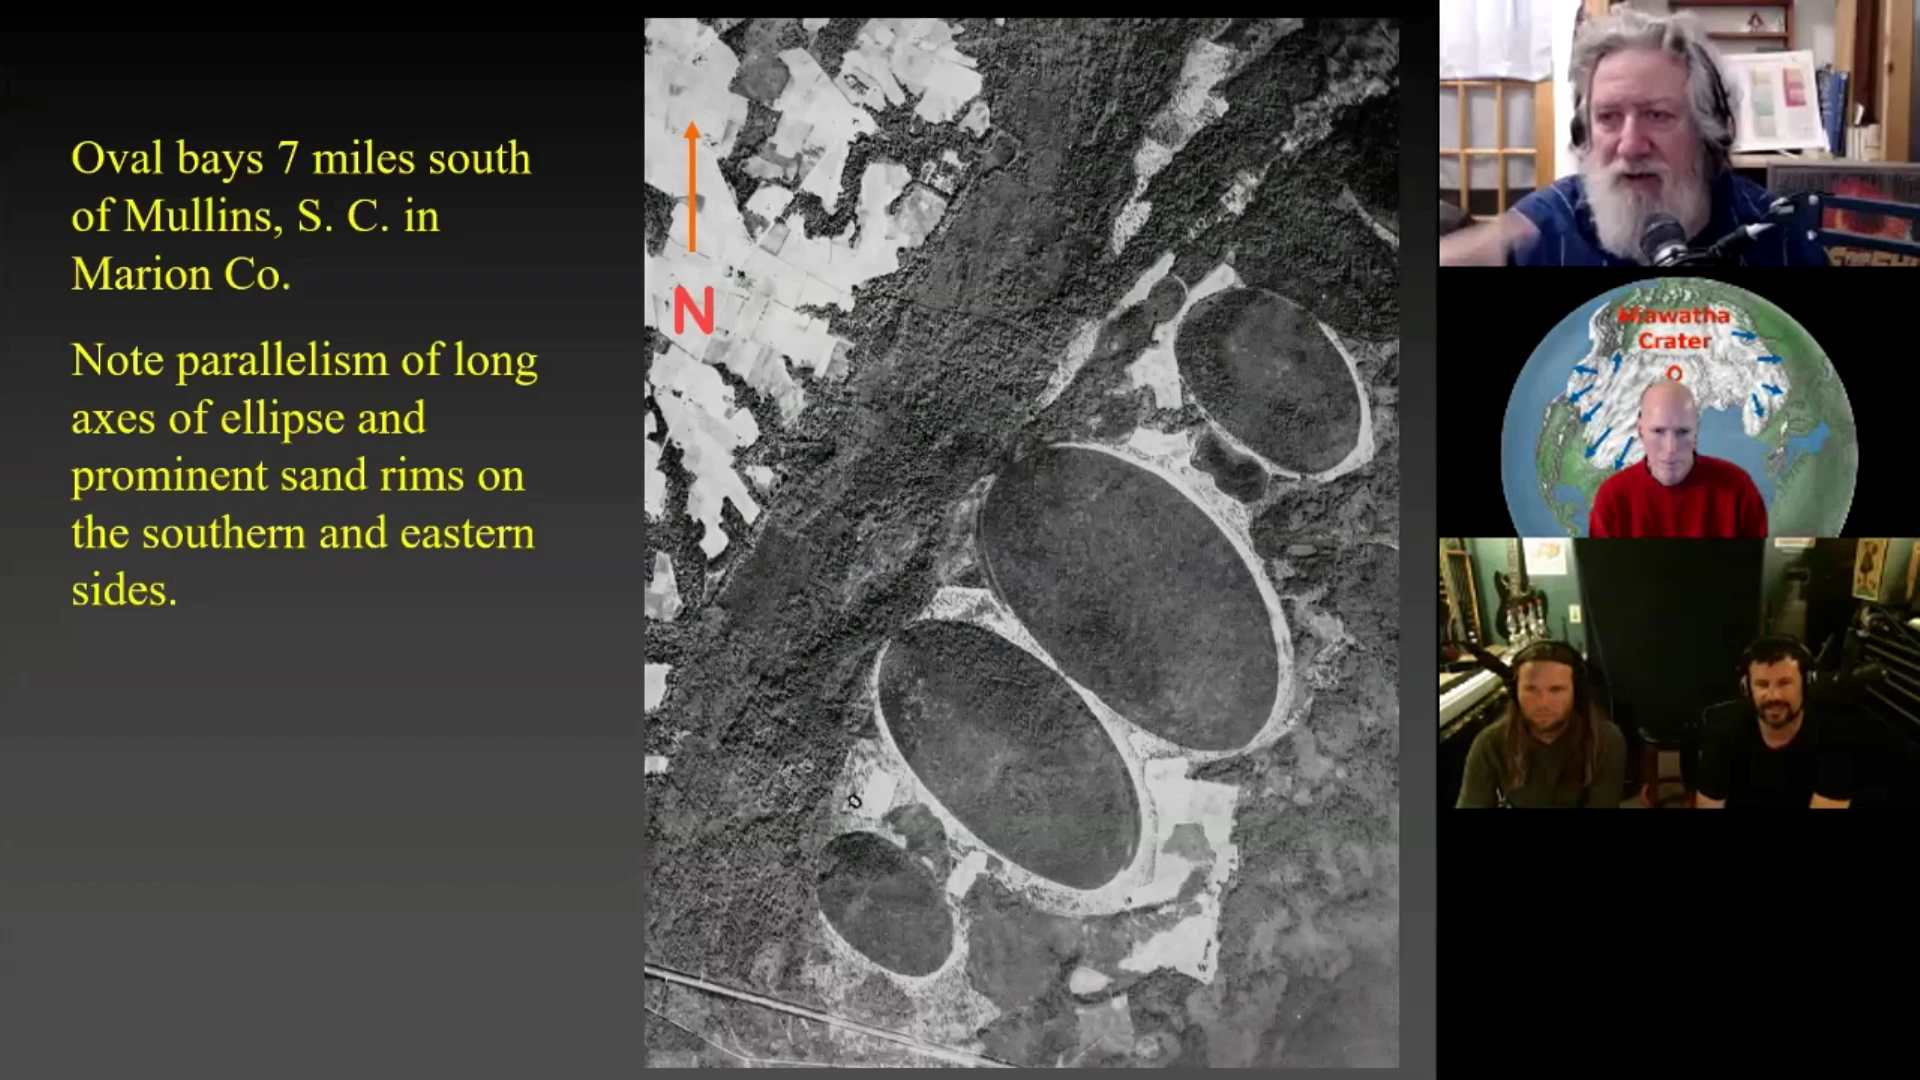 Oval bays 7 miles south
of Mullins, S. C. in
Marion Co.
Note parallelism of long
axes of ellipse and
prominent sand rims on
the southern and eastern
sides.
N
Hiawatha
Crater